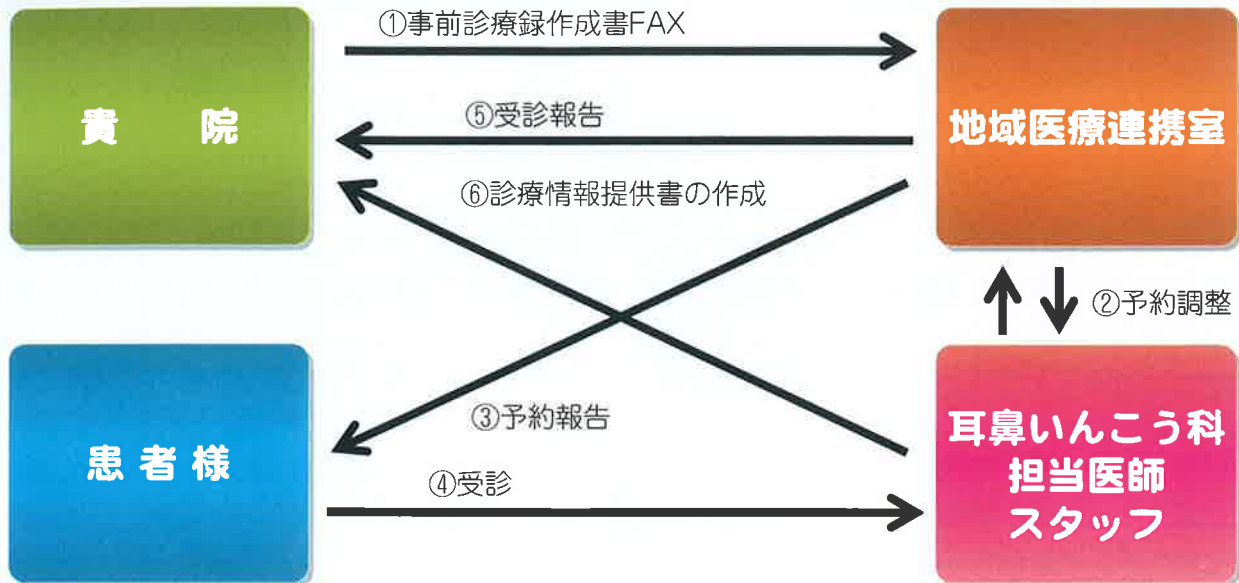 ①事前診療録作成書FAX
貴 院
⑤受診報告
地域医療連携室
⑥診療情報提供書の作成
②予約調整
③予約報告
患者様
④受診
耳鼻いんこう科
担当医師
スタッフ